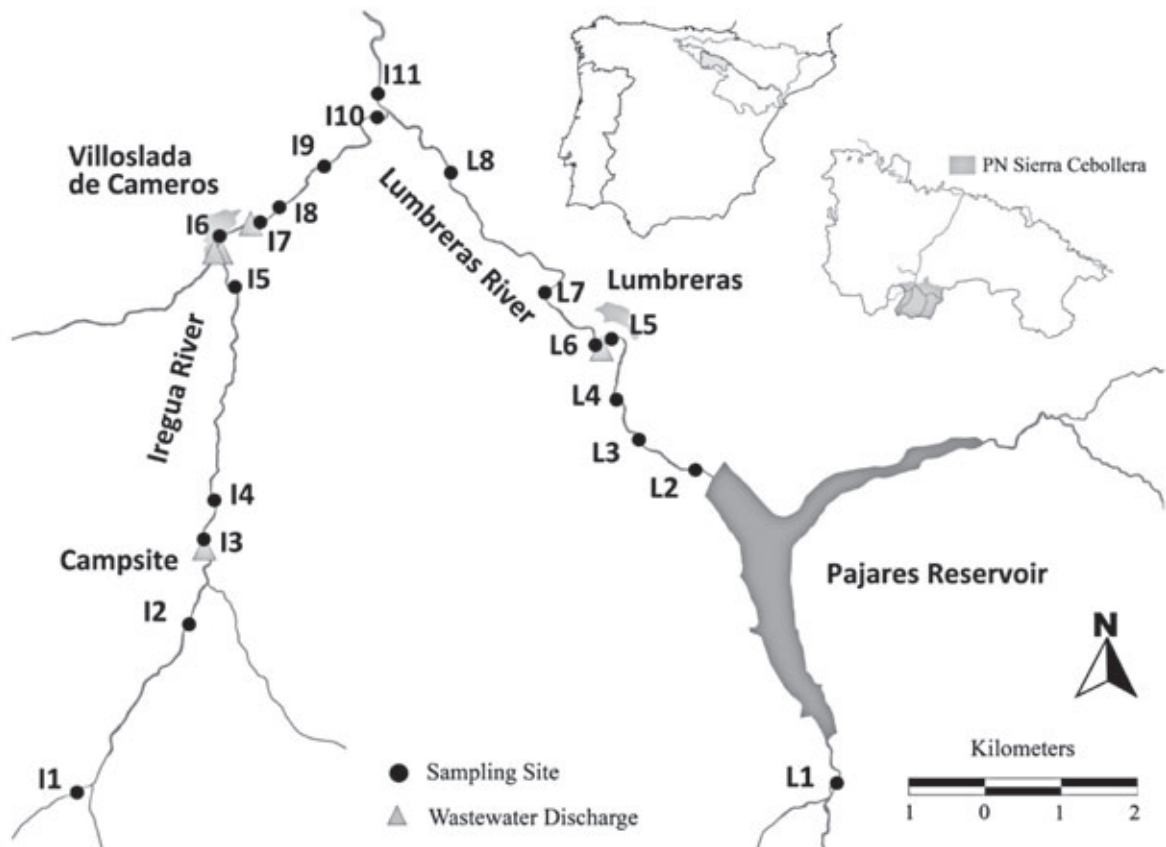 I11
I10
I9
L8
Villoslada
de Cameros
PN Sierra Cebollera
I6
I8
I7
Lumbreras River
I5
L7
Lumbreras
L5
L6
Iregua River
L4
L3
L2
I4
I3
Campsite
Pajares Reservoir
I2
N
Kilometers
I1
Sampling Site
L1
1 0 1 2
Wastewater Discharge